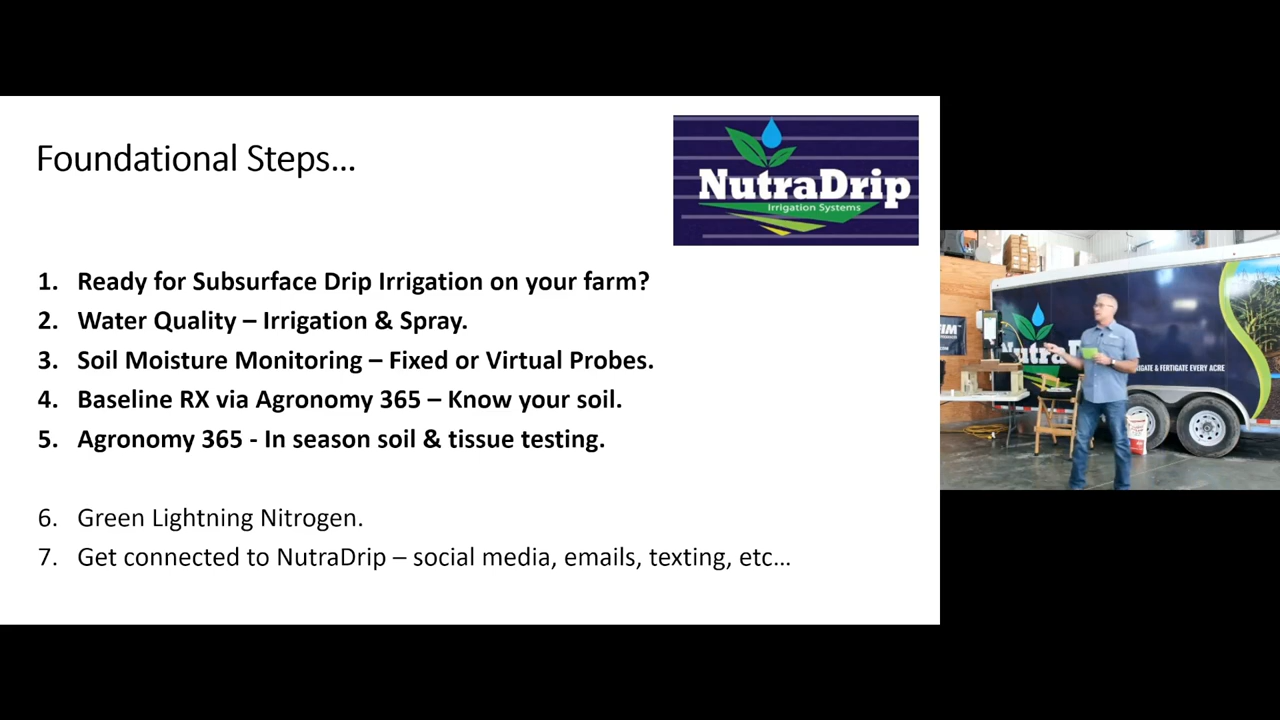 Foundational Steps...
NutraDrip
Irrigation Systems
1. Ready for Subsurface Drip Irrigation on your farm?
2. Water Quality – Irrigation & Spray.
3. Soil Moisture Monitoring – Fixed or Virtual Probes.
4. Baseline RX via Agronomy 365 – Know your soil.
5. Agronomy 365 - In season soil & tissue testing.
6. Green Lightning Nitrogen.
7. Get connected to NutraDrip – social media, emails, texting, etc...
& FERTIGATE EVERY ACRE